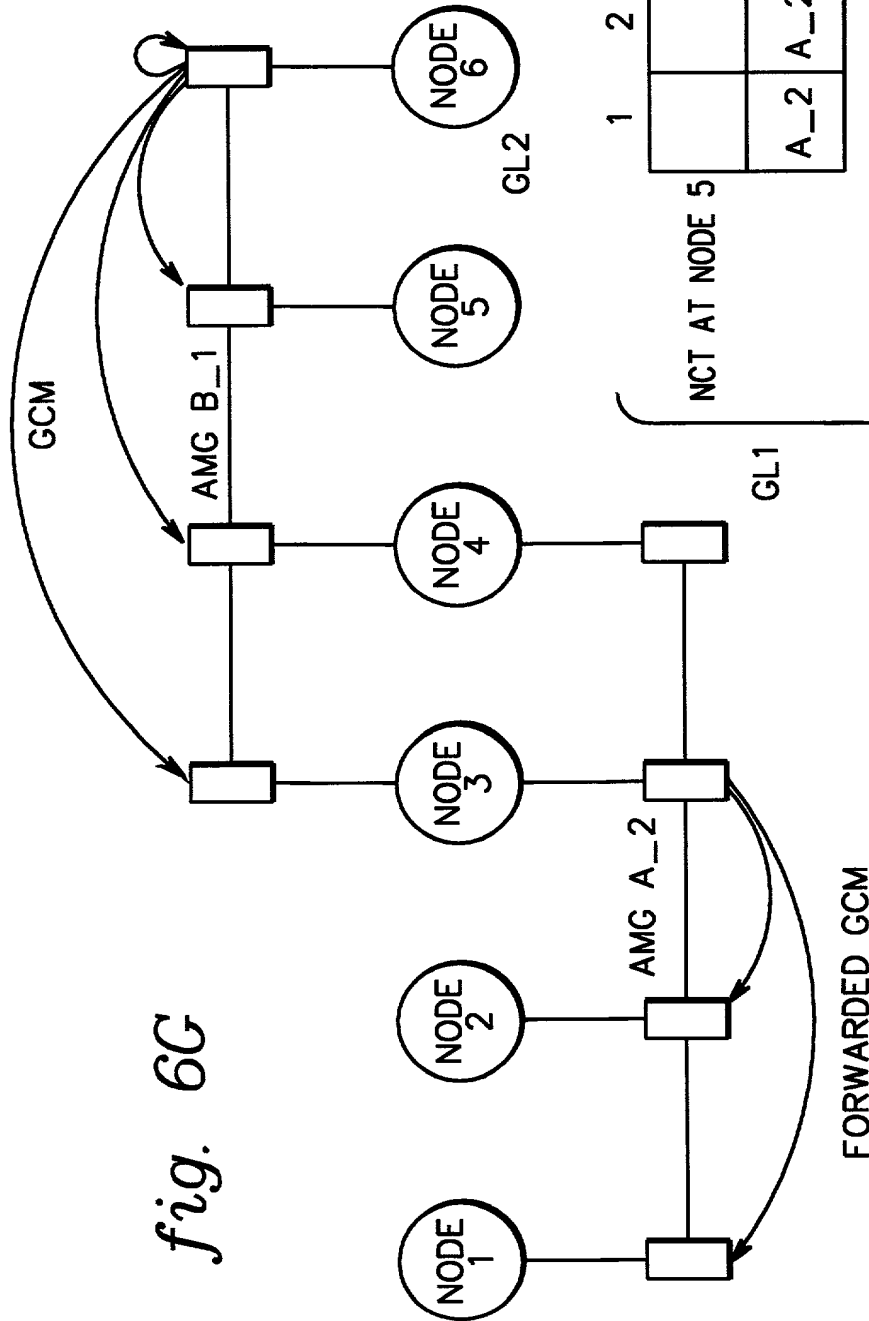 fig. 6G
GCM
AMG B_1
NODE 1
NODE 2
NODE 3
NODE 4
NODE 5
NODE 6
GL2
AMG A_2
GL1
FORWARDED GCM
NCT AT NODE 5
1 2
A_2 A_2